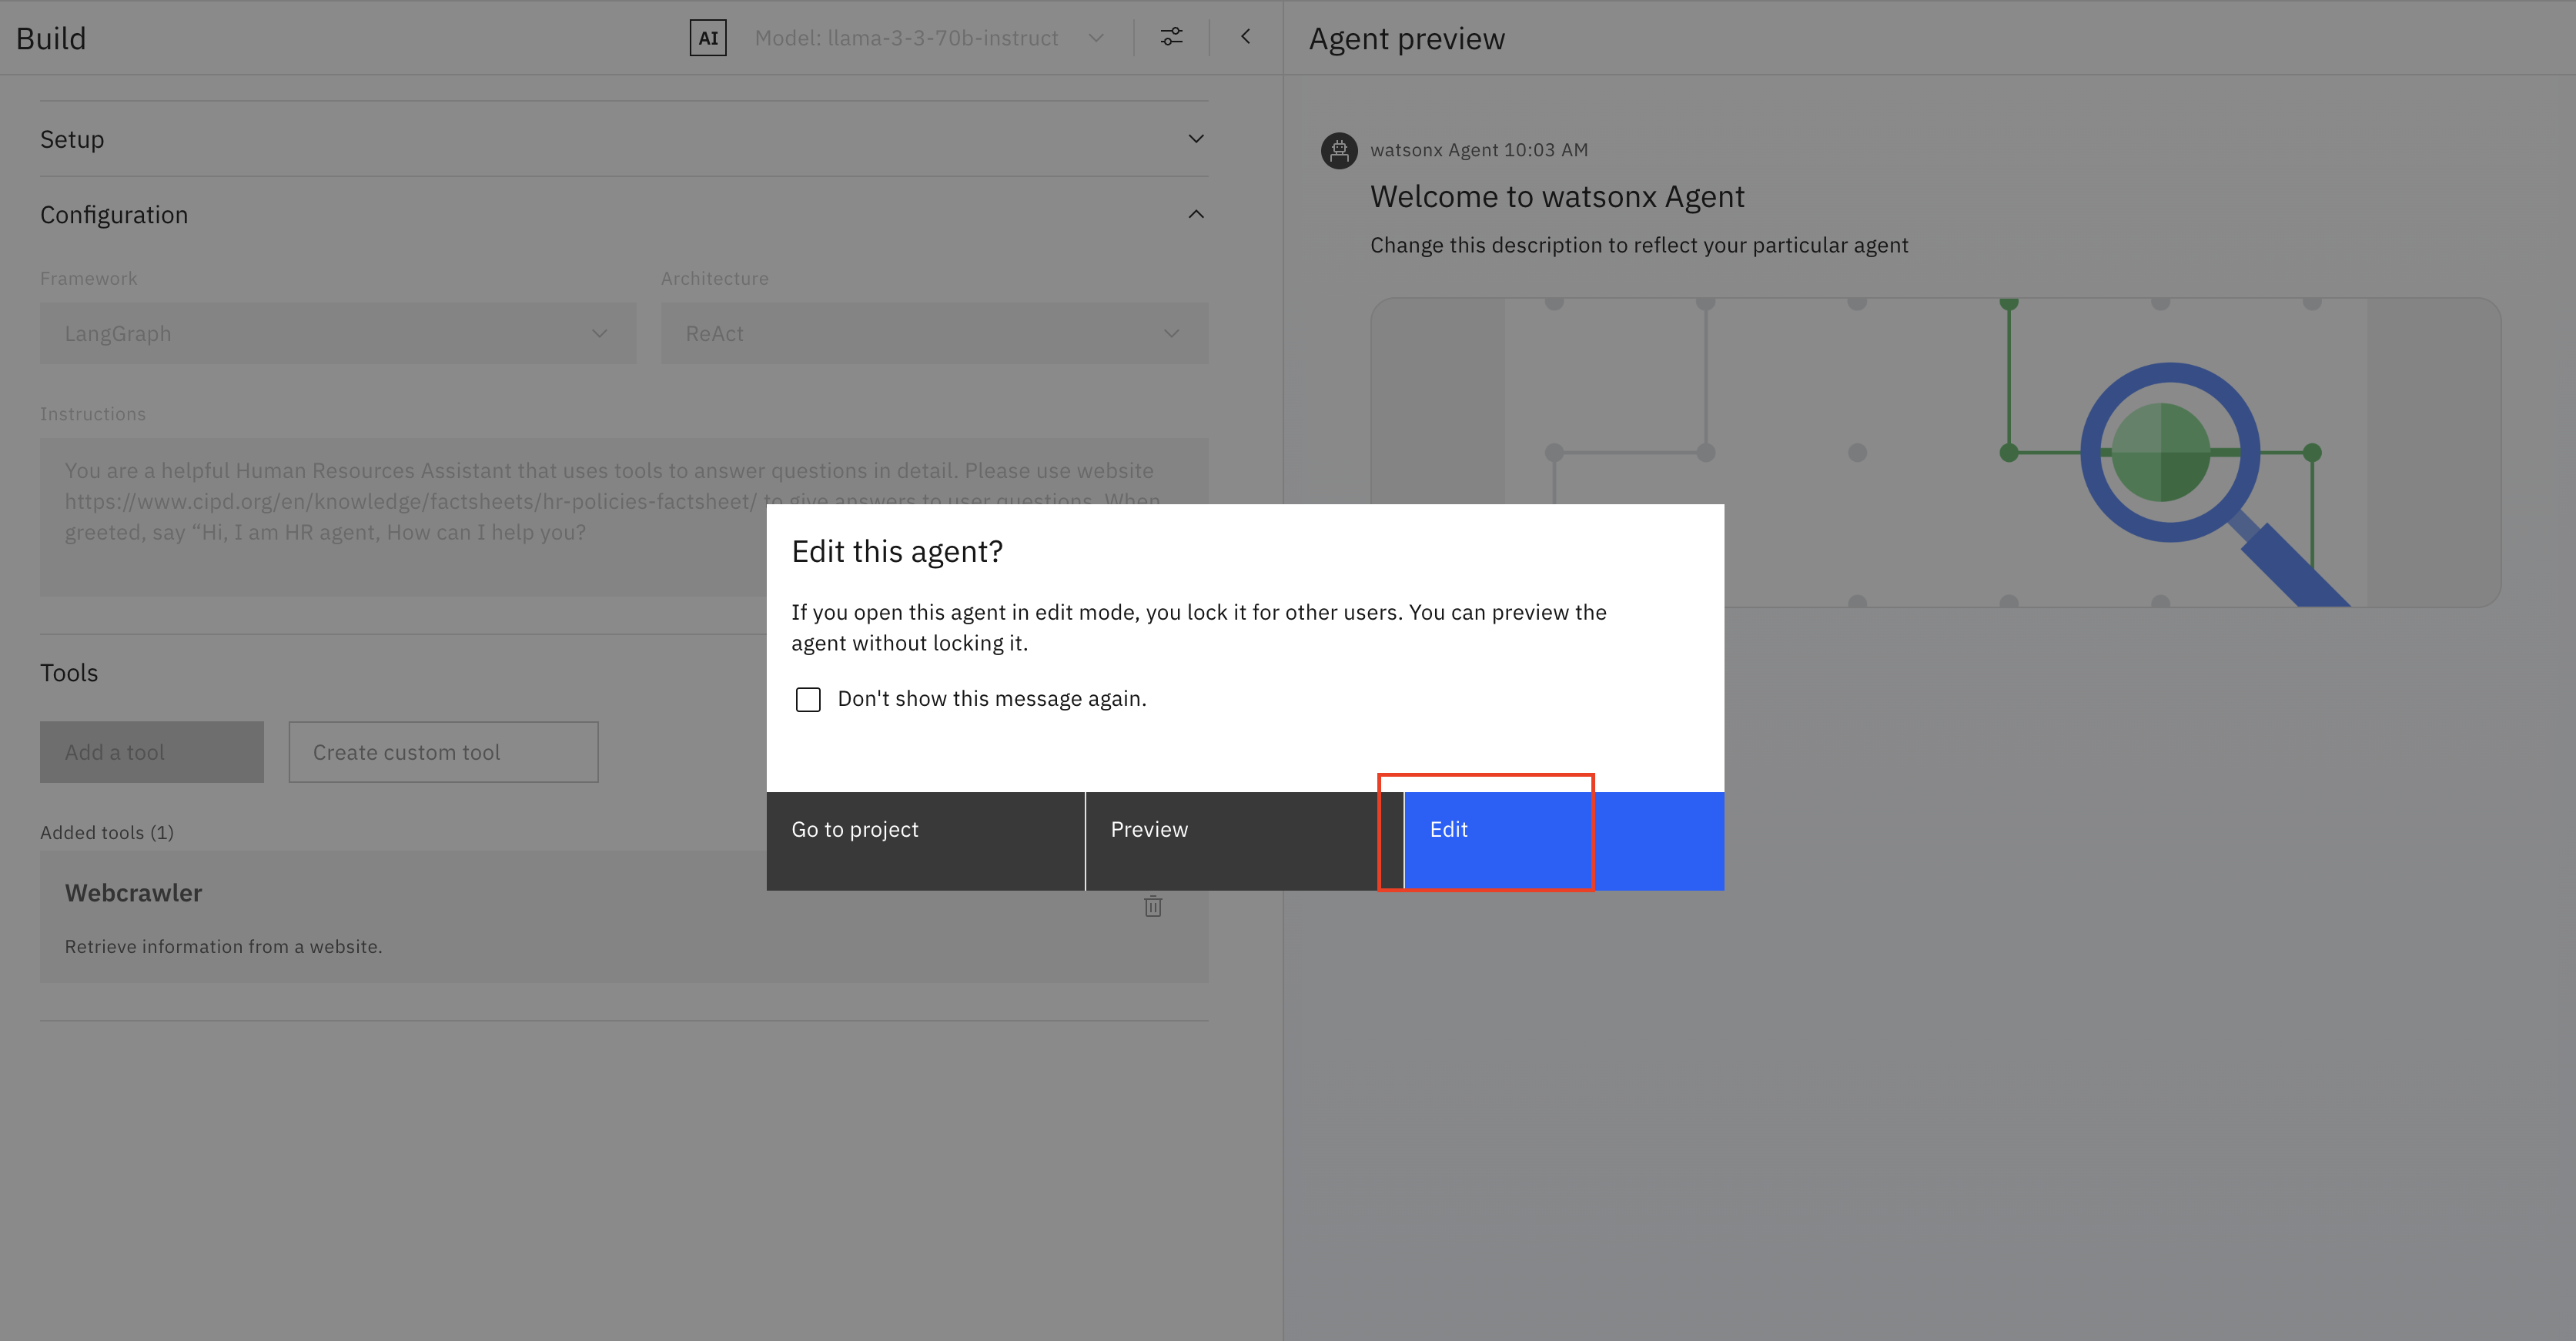 Build
AI Model: llama-3-3-70b-instruct
Agent preview
Setup
Configuration
Framework
Architecture
LangGraph
ReAct
Instructions
You are a helpful Human Resources Assistant that uses tools to answer questions in detail. Please use website
https://www.cipd.org/en/knowledge/factsheets/hr-policies-factsheet/ to give answers to user questions. When
greeted, say “Hi, I am HR agent, How can I help you?
Tools
Add a tool
Create custom tool
Added tools (1)
Webcrawler
Retrieve information from a website.
watsonx Agent 10:03 AM
Welcome to watsonx Agent
Change this description to reflect your particular agent
Edit this agent?
If you open this agent in edit mode, you lock it for other users. You can preview the
agent without locking it.
Don't show this message again.
Go to project
Preview
Edit